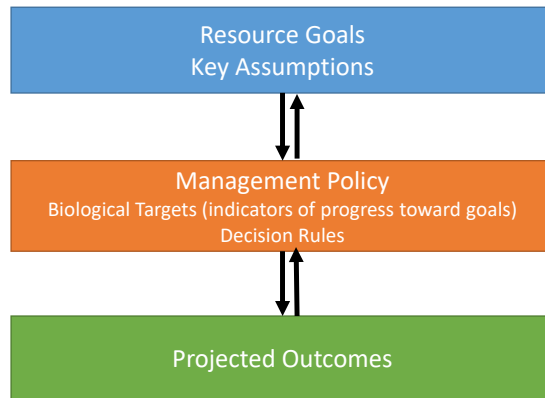 Resource Goals
Key Assumptions
Management Policy
Biological Targets (indicators of progress toward goals)
Decision Rules
Projected Outcomes